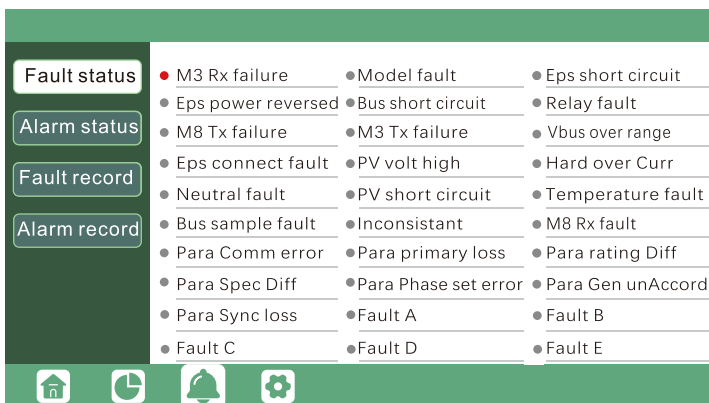 Fault status
Alarm status
Fault record
Alarm record
M3 Rx failure Model fault Eps short circuit
Eps power reversed Bus short circuit Relay fault
M8 Tx failure M3 Tx failure Vbus over range
Eps connect fault PV volt high Hard over Curr
Neutral fault PV short circuit Temperature fault
Bus sample fault Inconsistant M8 Rx fault
Para Comm error Para primary loss Para rating Diff
Para Spec Diff Para Phase set error Para Gen unAccord
Para Sync loss Fault A Fault B
Fault C Fault D Fault E